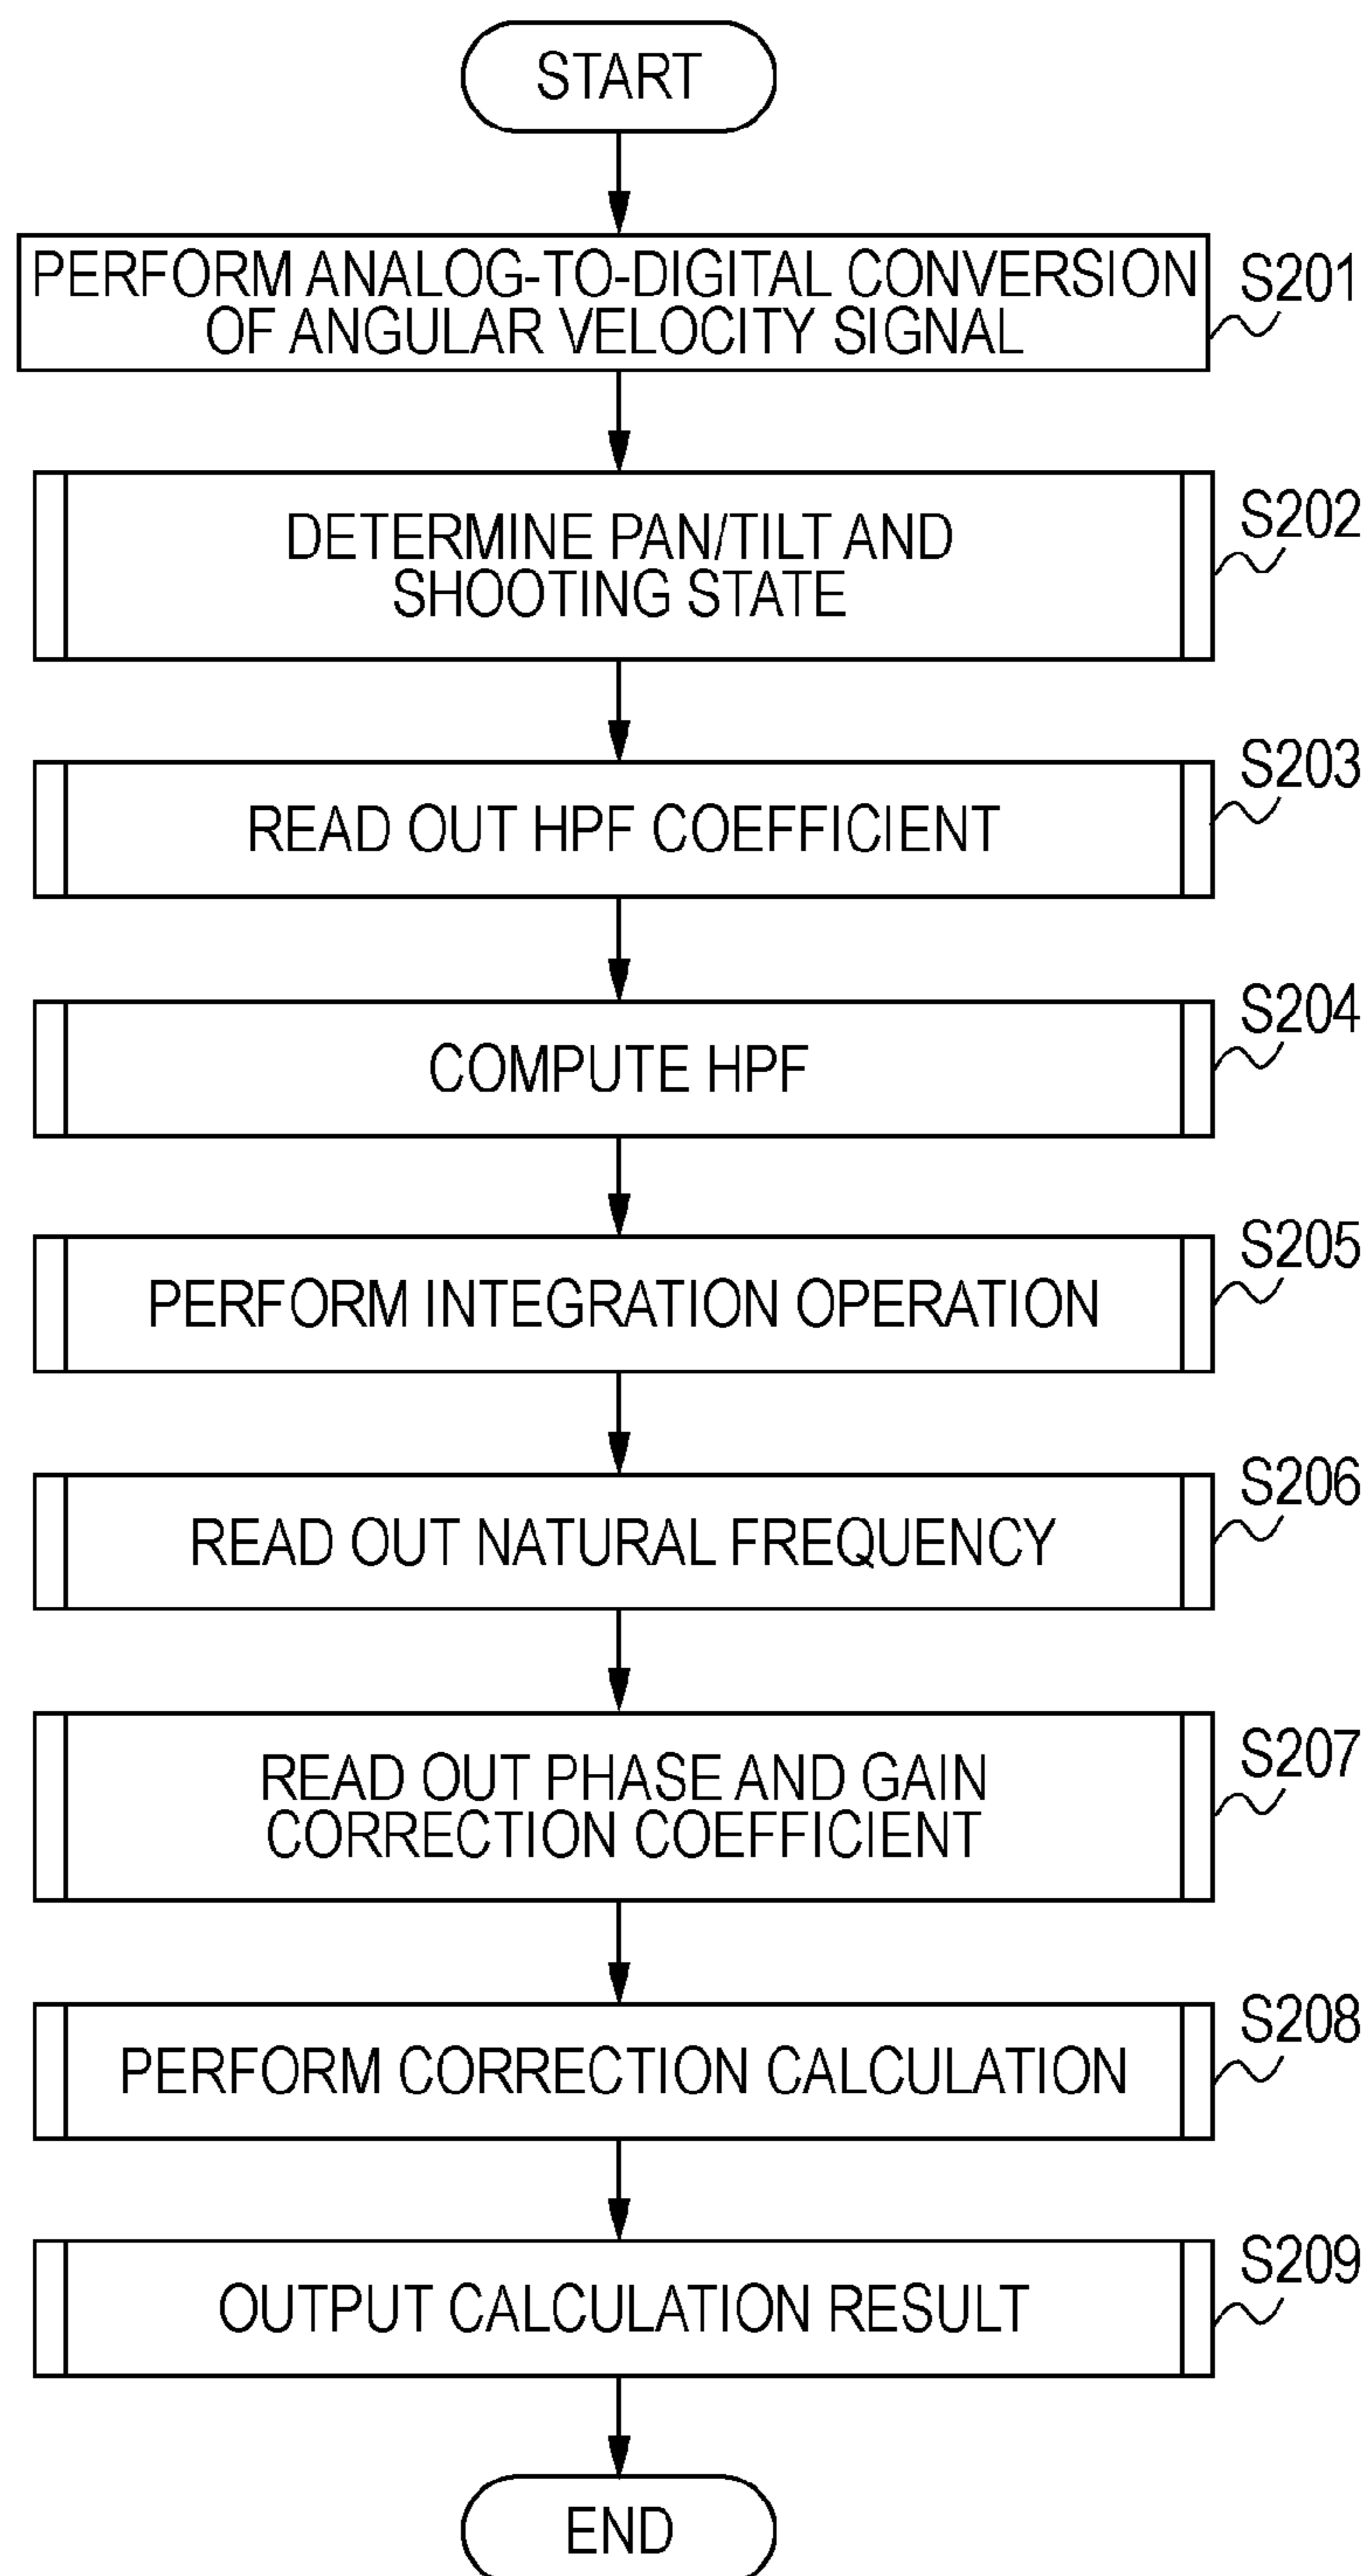 START
PERFORM ANALOG-TO-DIGITAL CONVERSION
OF ANGULAR VELOCITY SIGNAL
S201
DETERMINE PAN/TILT AND
SHOOTING STATE
S202
READ OUT HPF COEFFICIENT
S203
COMPUTE HPF
S204
PERFORM INTEGRATION OPERATION
S205
READ OUT NATURAL FREQUENCY
S206
READ OUT PHASE AND GAIN
CORRECTION COEFFICIENT
S207
PERFORM CORRECTION CALCULATION
S208
OUTPUT CALCULATION RESULT
S209
END